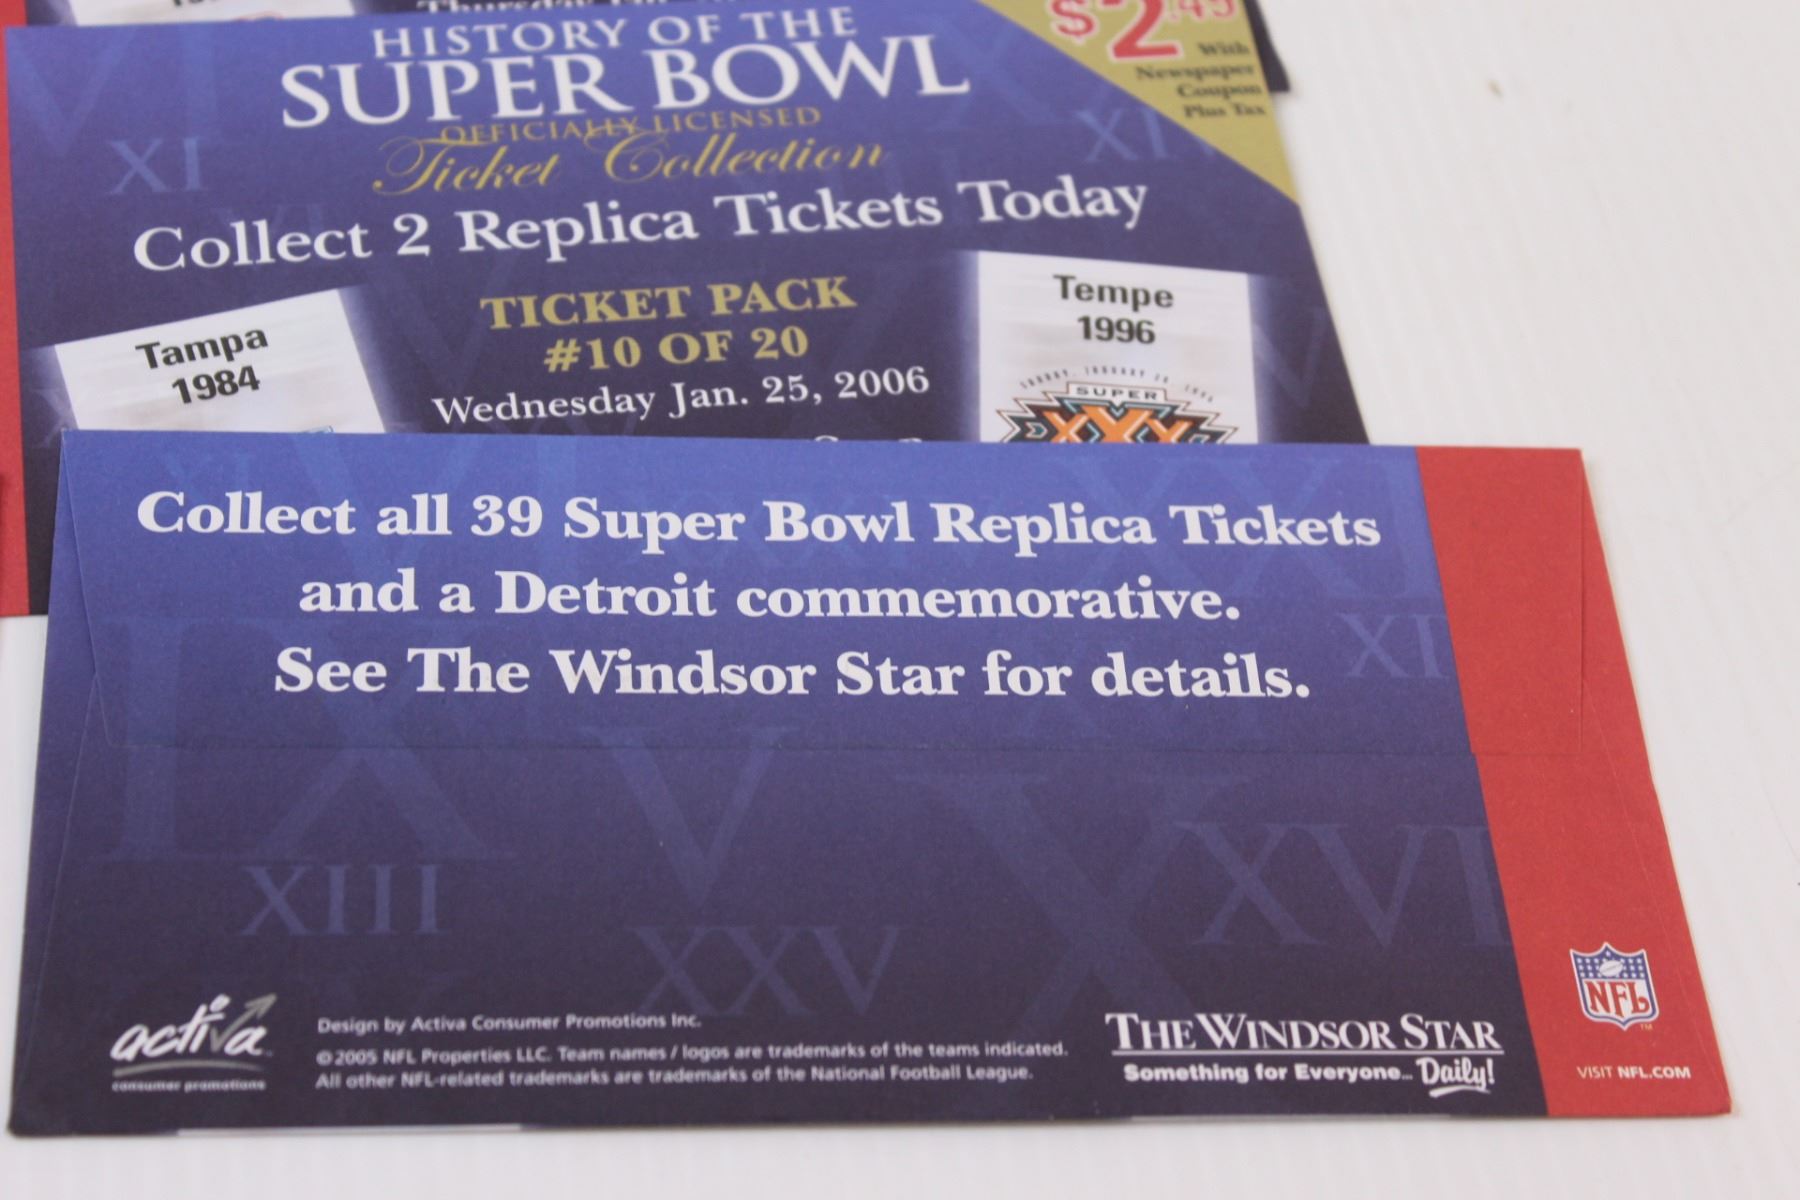 HISTORY OF THE
SUPER BOWL
OFFICIALLY LICENSED
Ticket Collection
Collect 2 Replica Tickets Today
$2.45
With
Newspaper
Coupon
Plus Tax
XI
TICKET PACK
#10 OF 20
Wednesday Jan. 25, 2006
Tampa
1984
Tempe
1996
SUPER
XXX
Collect all 39 Super Bowl Replica Tickets
and a Detroit commemorative.
See The Windsor Star for details.
XI
IX
V
X
XVI
XIII
XXV
activa
consumer promotions
Design by Activa Consumer Promotions Inc.
© 2005 NFL Properties LLC. Team names / logos are trademarks of the teams indicated.
All other NFL-related trademarks are trademarks of the National Football League.
THE WINDSOR STAR
Something for Everyone... Daily!
NFL
TM
VISIT NFL.COM